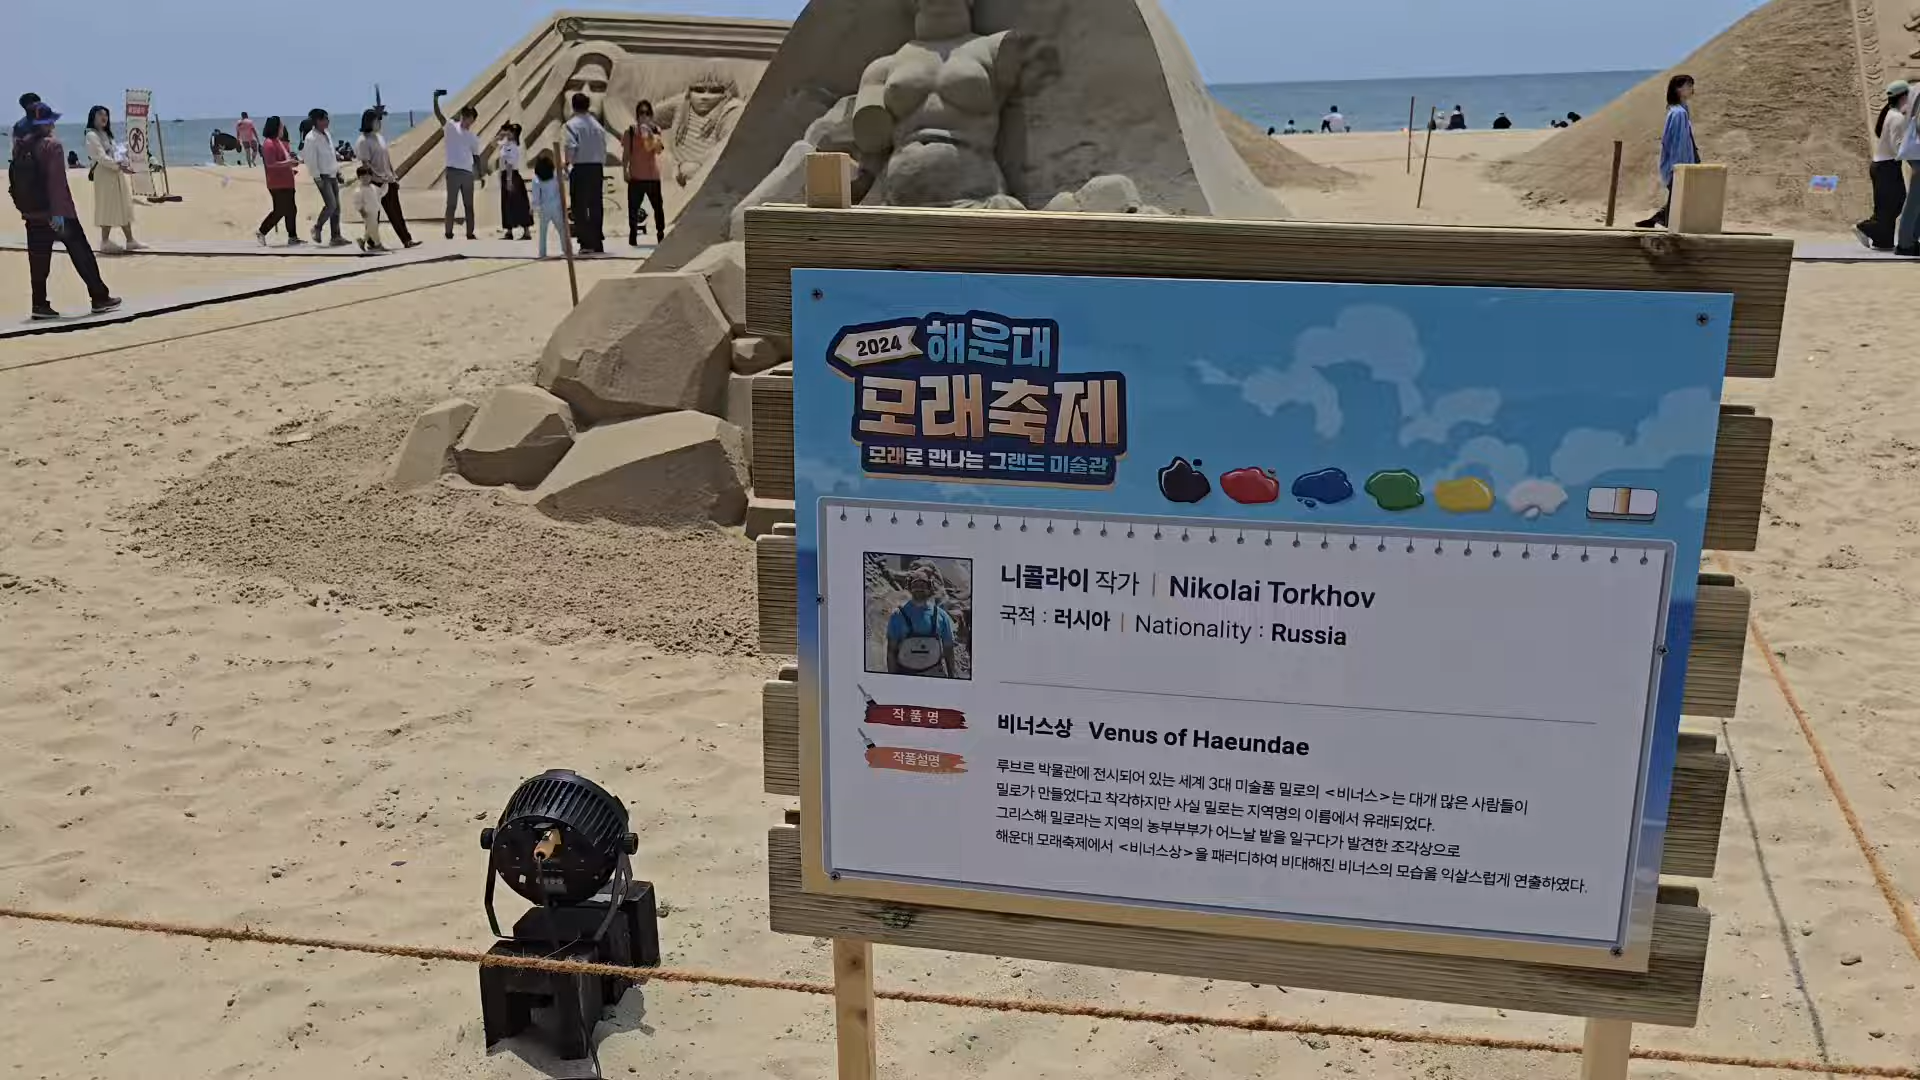 2024 해운대
모래축제
모래로 만나는 그랜드 미술관
니콜라이 작가 | Nikolai Torkhov
국적 : 러시아 | Nationality : Russia
작품명
비너스상 Venus of Haeundae
작품설명
루브르 박물관에 전시되어 있는 세계 3대 미술품 밀로의 <비너스>는 대개 많은 사람들이
밀로가 만들었다고 착각하지만 사실 밀로는 지역명의 이름에서 유래되었다.
그리스해 밀로라는 지역의 농부부부가 어느날 밭을 일구다가 발견한 조각상으로
해운대 모래축제에서 <비너스상>을 패러디하여 비대해진 비너스의 모습을 익살스럽게 연출하였다.